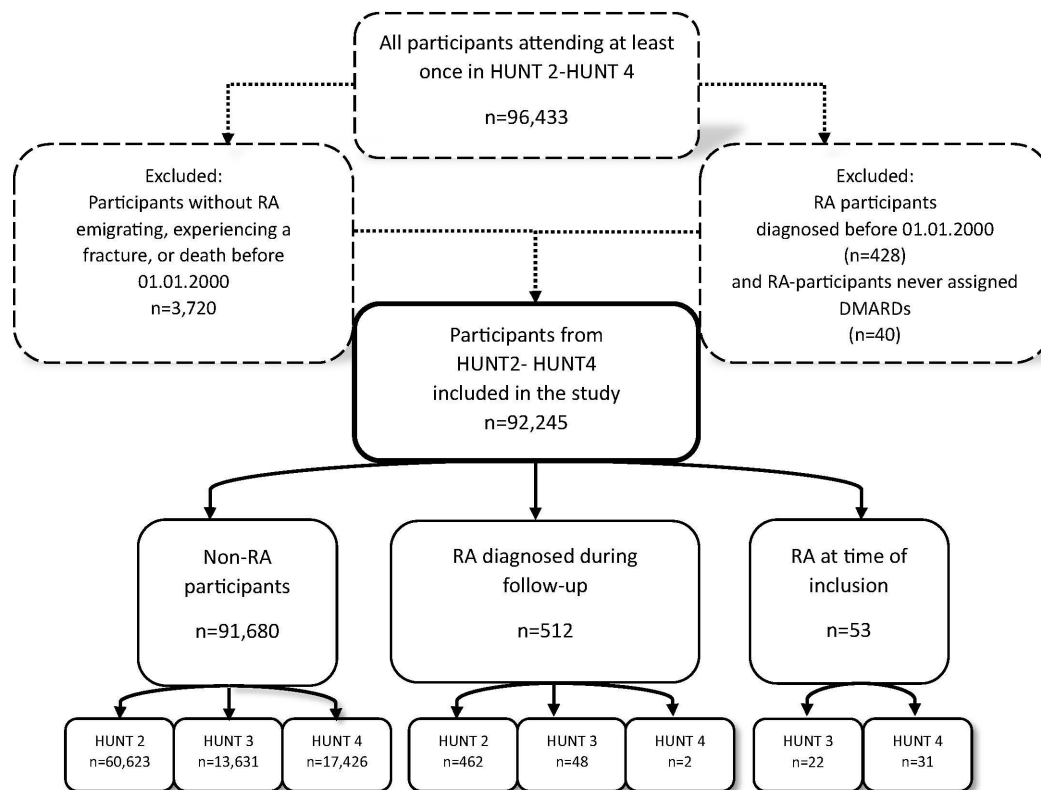 All participants attending at least
once in HUNT 2-HUNT 4
n=96,433
Excluded:
Participants without RA
emigrating, experiencing a
fracture, or death before
01.01.2000
n=3,720
Excluded:
RA participants
diagnosed before 01.01.2000
(n=428)
and RA-participants never assigned
DMARDs
(n=40)
Participants from
HUNT2- HUNT4
included in the study
n=92,245
Non-RA
participants
n=91,680
RA diagnosed during
follow-up
n=512
RA at time of
inclusion
n=53
HUNT 2
n=60,623
HUNT 3
n=13,631
HUNT 4
n=17,426
HUNT 2
n=462
HUNT 3
n=48
HUNT 4
n=2
HUNT 3
n=22
HUNT 4
n=31